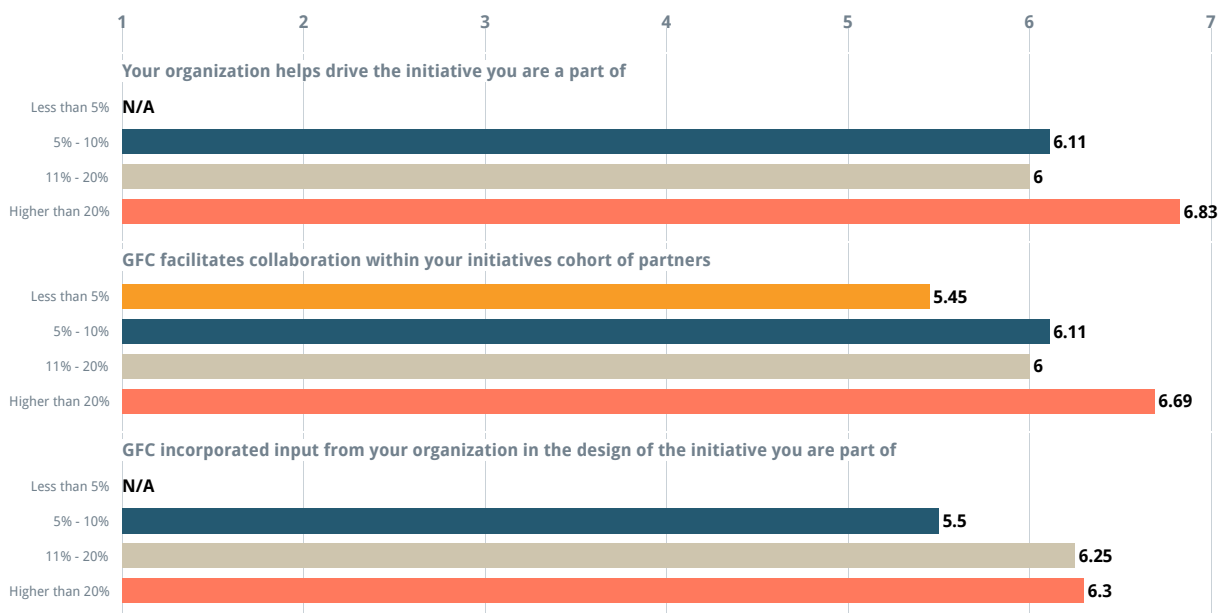 1 2 3 4 5 6 7
Your organization helps drive the initiative you are a part of
Less than 5% N/A
5% - 10% 6.11
11% - 20% 6
Higher than 20% 6.83
GFC facilitates collaboration within your initiatives cohort of partners
Less than 5% 5.45
5% - 10% 6.11
11% - 20% 6
Higher than 20% 6.69
GFC incorporated input from your organization in the design of the initiative you are part of
Less than 5% N/A
5% - 10% 5.5
11% - 20% 6.25
Higher than 20% 6.3